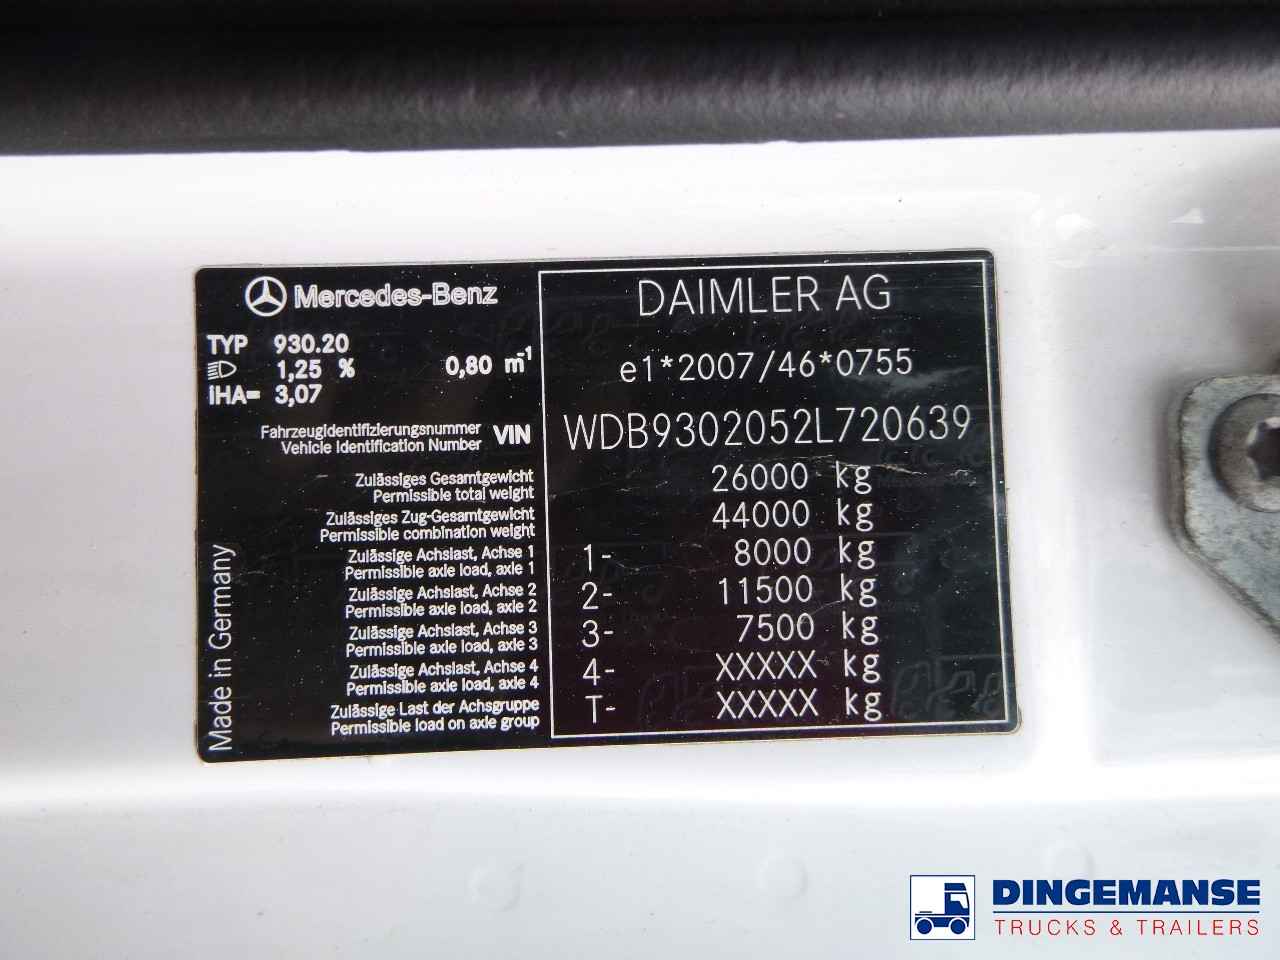 Mercedes-Benz
TYP 930.20
1,25 % 0,80 m⁻¹
iHA= 3,07
Fahrzeugidentifizierungsnummer
Vehicle Identification Number VIN
Zulässiges Gesamtgewicht
Permissible total weight
Zulässiges Zug-Gesamtgewicht
Permissible combination weight
Zulässige Achslast, Achse 1
Permissible axle load, axle 1
Zulässige Achslast, Achse 2
Permissible axle load, axle 2
Zulässige Achslast, Achse 3
Permissible axle load, axle 3
Zulässige Achslast, Achse 4
Permissible axle load, axle 4
Zulässige Last der Achsgruppe
Permissible load on axle group
Made in Germany
DAIMLER AG
e1*2007/46*0755
WDB9302052L720639
26000 kg
44000 kg
1- 8000 kg
2- 11500 kg
3- 7500 kg
4- XXXXX kg
T- XXXXX kg
DINGEMANSE
TRUCKS & TRAILERS